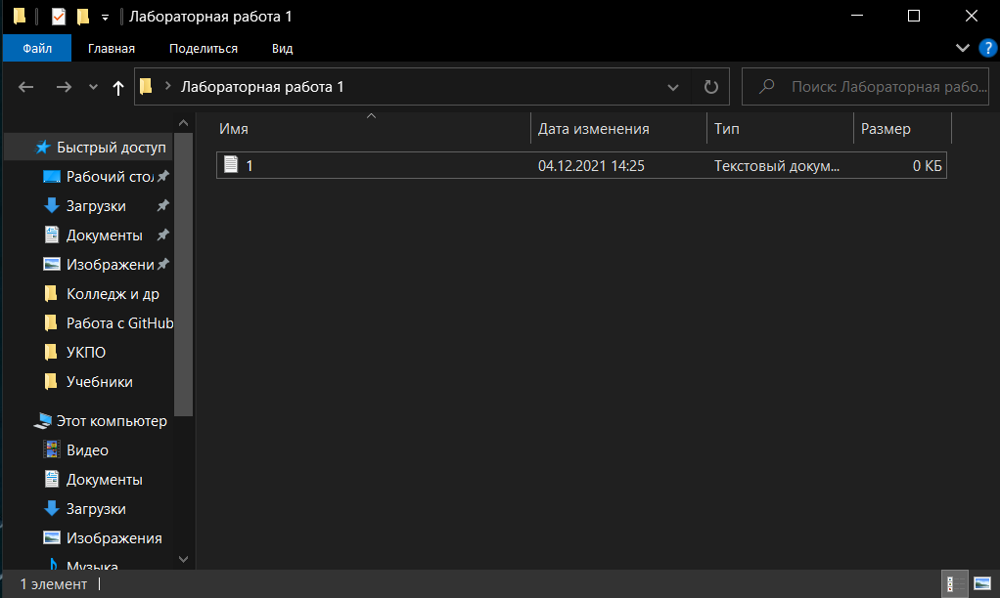 Лабораторная работа 1
Файл Главная Поделиться Вид
Лабораторная работа 1
Поиск: Лабораторная рабо...
Имя Дата изменения Тип Размер
1 04.12.2021 14:25 Текстовый докум... 0 КБ
Быстрый доступ
Рабочий стол
Загрузки
Документы
Изображени
Колледж и др
Работа с GitHub
УКПО
Учебники
Этот компьютер
Видео
Документы
Загрузки
Изображения
Музыка
1 элемент